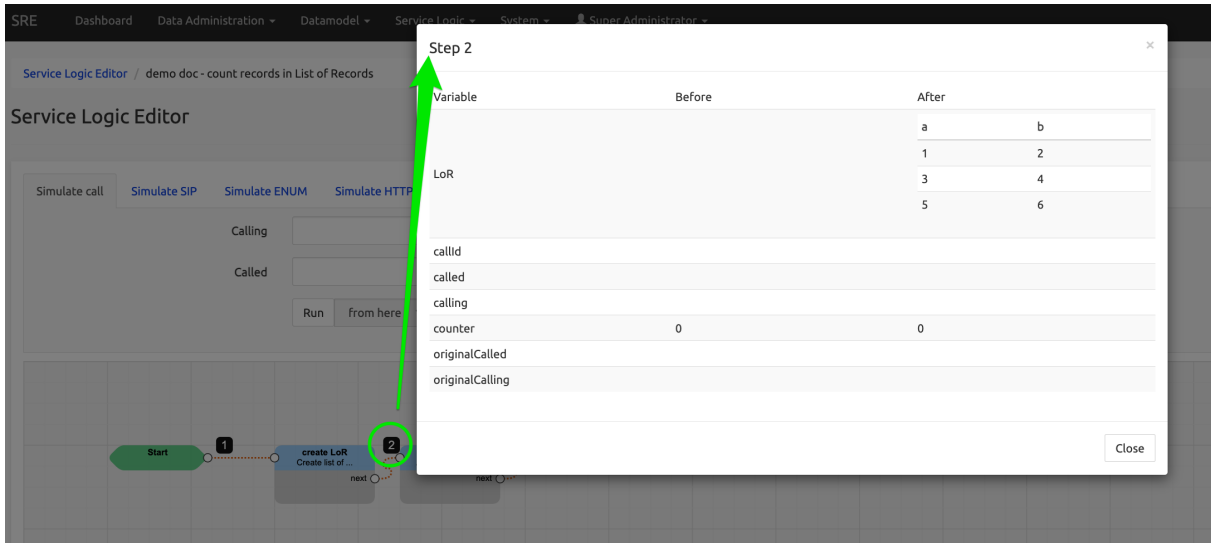 SRE Dashboard Data Administration Datamodel Service Logic System Super Administrator
Step 2 ×
Service Logic Editor / demo doc - count records in List of Records
Service Logic Editor
Variable Before After
LoR
a b
1 2
3 4
5 6
callId
called
calling
counter 0 0
originalCalled
originalCalling
Close
Simulate call Simulate SIP Simulate ENUM Simulate HTTP
Calling
Called
Run from here
Start
1
create LoR
Create list of ...
next
2
next